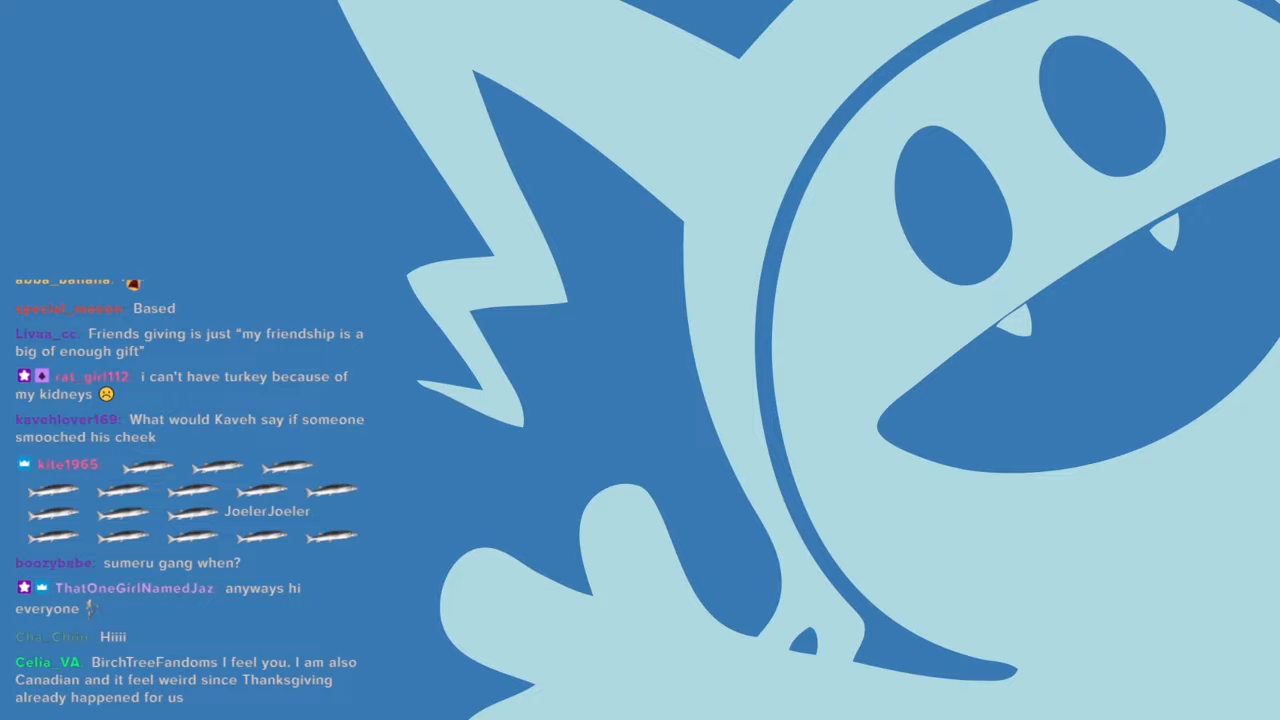 abba_banana:
special_mooon: Based
Livaa_cc: Friends giving is just "my friendship is a
big of enough gift"
rat_girl112: i can't have turkey because of
my kidneys
kavehlover169: What would Kaveh say if someone
smooched his cheek
kite1965:
JoelerJoeler
boozybabe: sumeru gang when?
ThatOneGirlNamedJaz: anyways hi
everyone
Hiiii
Celia_VA: BirchTreeFandoms I feel you. I am also
Canadian and it feel weird since Thanksgiving
already happened for us